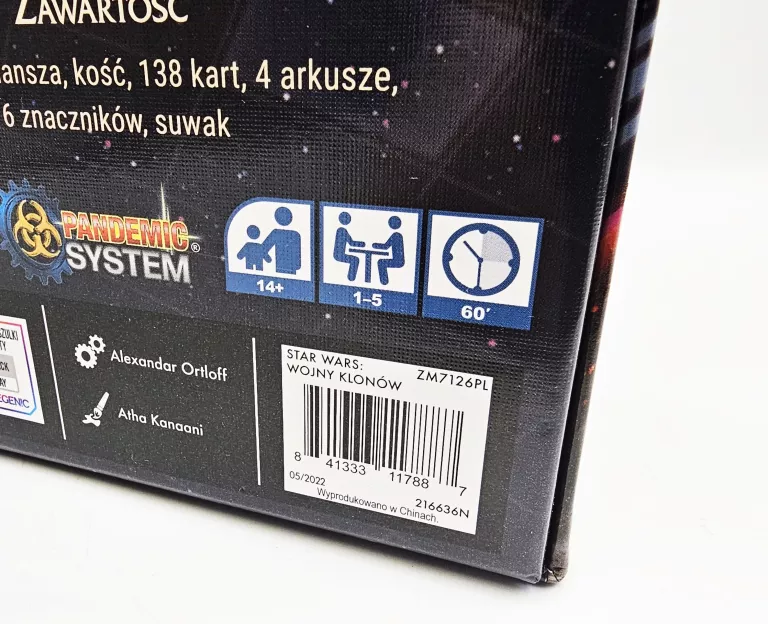 ZAWARTOŚĆ
ansza, kość, 138 kart, 4 arkusze,
6 znaczników, suwak
PANDEMIC®
SYSTEM
14+
1-5
60′
Alexandar Ortloff
Atha Kanaani
STAR WARS: ZM7126PL
WOJNY KLONÓW
8 41333 11788 7
05/2022
216636N
Wyprodukowano w Chinach.